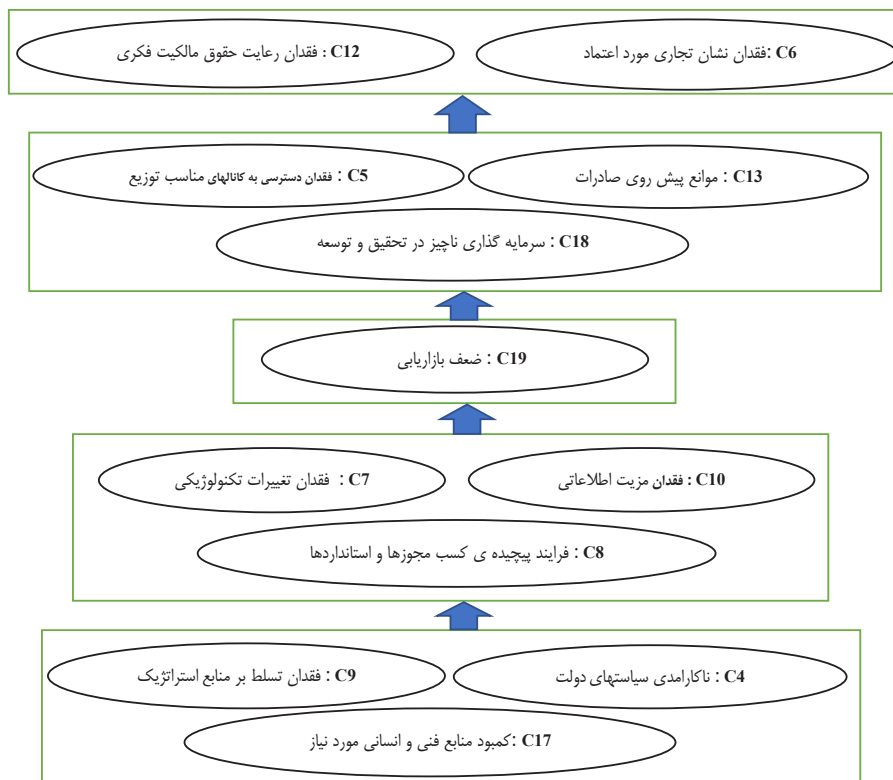 C6 :فقدان نشان تجاری مورد اعتماد
C12 : فقدان رعایت حقوق مالکیت فکری
C13 : موانع پیش روی صادرات
C5 : فقدان دسترسی به کانالهای مناسب توزیع
C18 : سرمایه گذاری ناچیز در تحقیق و توسعه
C19 : ضعف بازاریابی
C10 : فقدان مزیت اطلاعاتی
C7 : فقدان تغییرات تکنولوژیکی
C8 : فرایند پیچیده ی کسب مجوزها و استانداردها
C4 : ناکارامدی سیاستهای دولت
C9 : فقدان تسلط بر منابع استراتژیک
C17 :کمبود منابع فنی و انسانی مورد نیاز